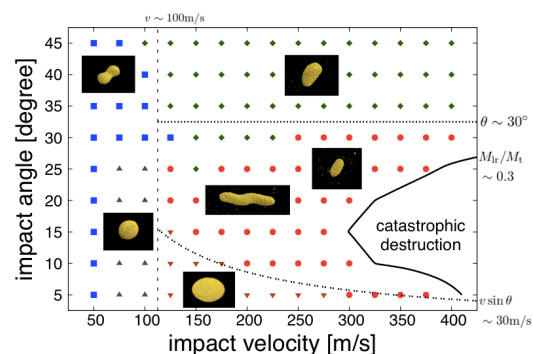 v ~ 100m/s
45
40
35
30
25
20
15
10
5
impact angle [degree]
θ ~ 30°
M_lr/M_t
~ 0.3
catastrophic
destruction
v sin θ
~ 30m/s
50 100 150 200 250 300 350 400
impact velocity [m/s]